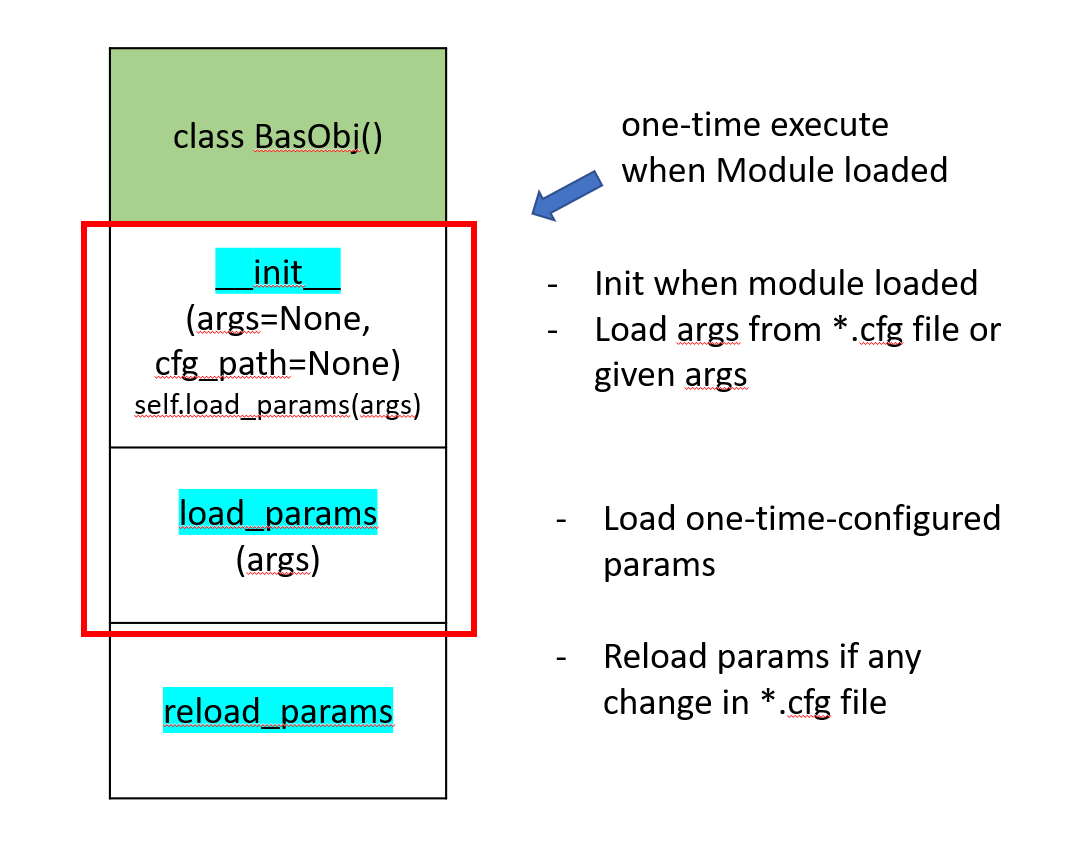 class BasObj()
one-time execute
when Module loaded
__init__
(args=None,
cfg_path=None)
self.load_params(args)
- Init when module loaded
- Load args from *.cfg file or
given args
load_params
(args)
- Load one-time-configured
params
reload_params
- Reload params if any
change in *.cfg file